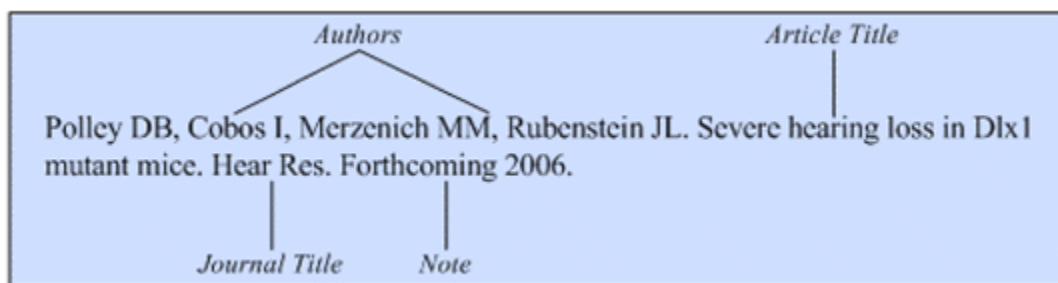 Authors Article Title
Polley DB, Cobos I, Merzenich MM, Rubenstein JL. Severe hearing loss in Dlx1
mutant mice. Hear Res. Forthcoming 2006.
Journal Title Note